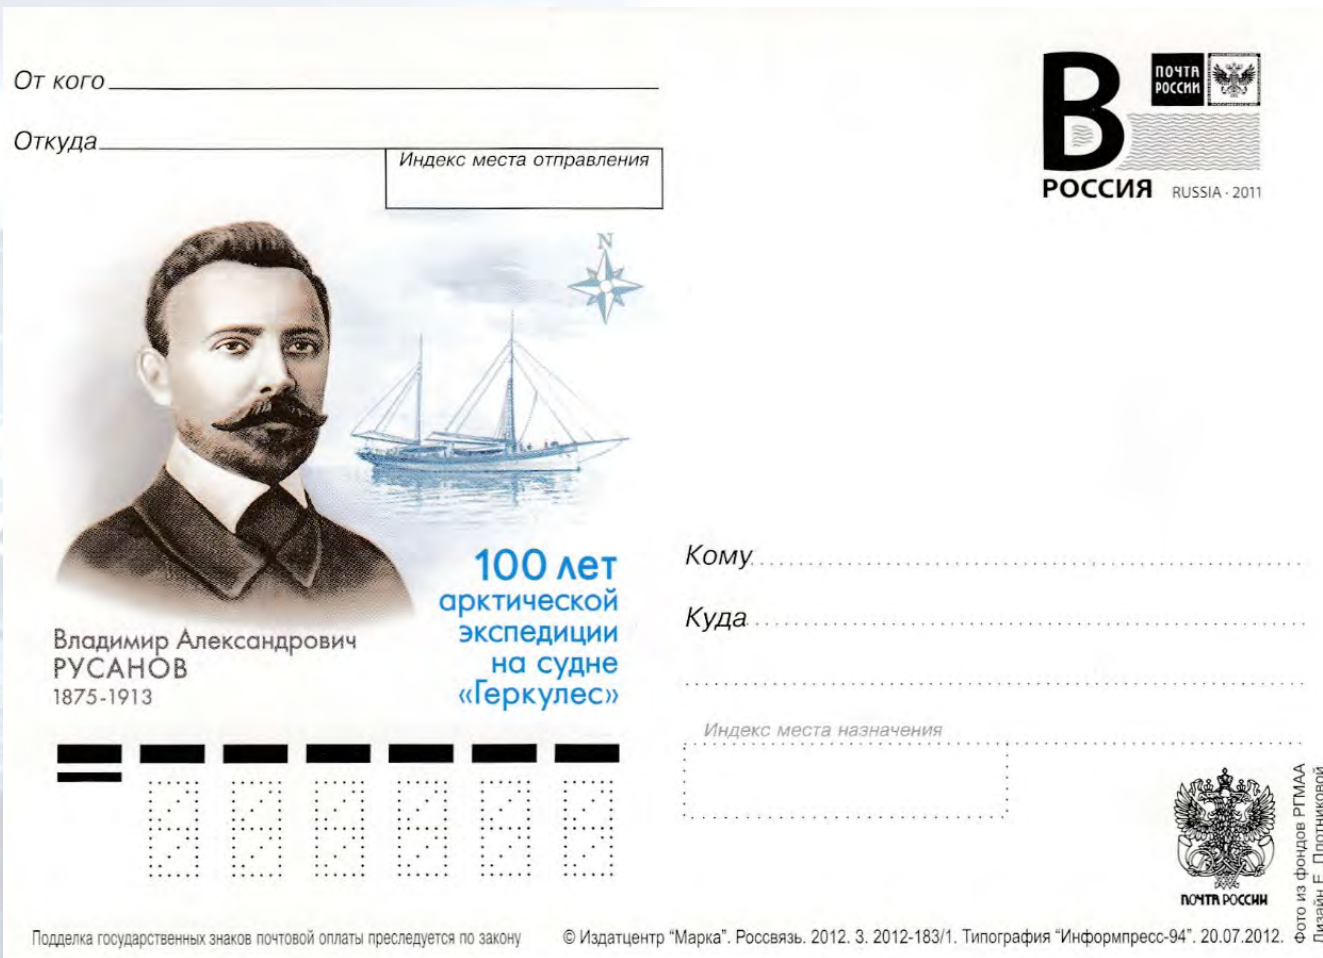 От кого
Откуда
Индекс места отправления
В
ПОЧТА
РОССИИ
РОССИЯ RUSSIA · 2011
N
100 лет
арктической
экспедиции
на судне
«Геркулес»
Владимир Александрович
РУСАНОВ
1875-1913
Кому
Куда
Индекс места назначения
ПОЧТА РОССИИ
Фото из фондов РГМАА
Дизайн Е. Плотниковой
Подделка государственных знаков почтовой оплаты преследуется по закону
© Издатцентр "Марка". Россвязь. 2012. З. 2012-183/1. Типография "Информпресс-94". 20.07.2012.